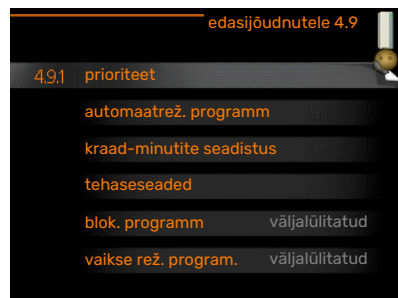 edasijõudnutele 4.9
4.9.1 prioriteet
automaatrež. programm
kraad-minutite seadistus
tehaseseaded
blok. programm väljalülitatud
vaikse rež. program. väljalülitatud